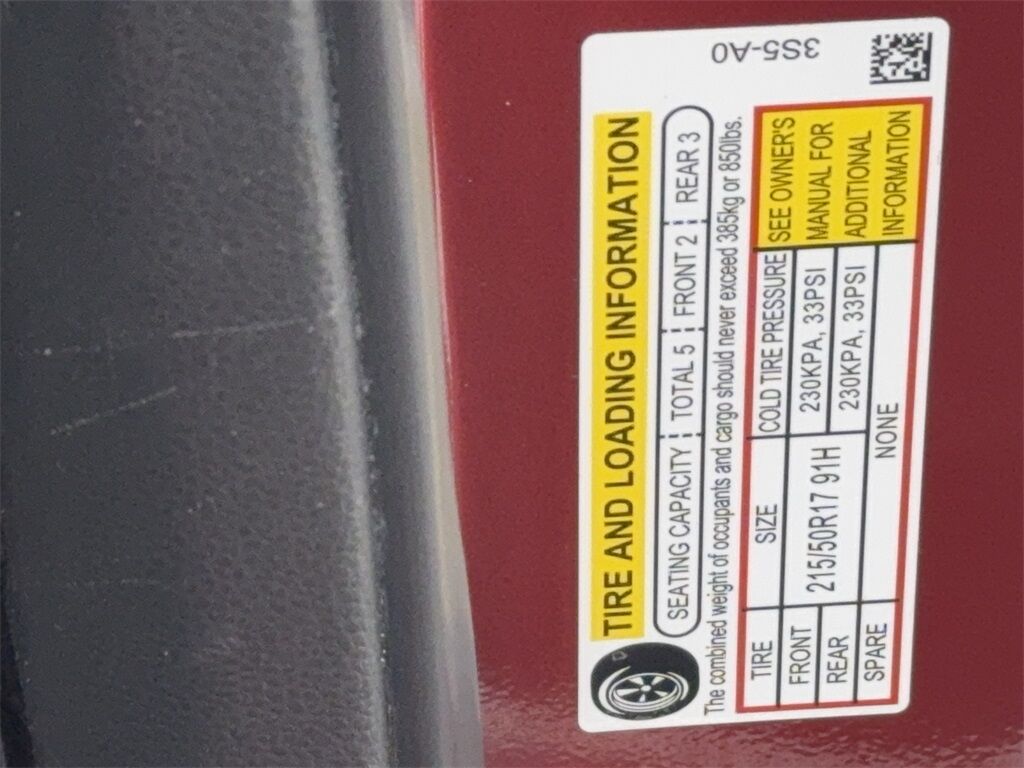 3S5-A0
TIRE AND LOADING INFORMATION
SEATING CAPACITY TOTAL 5 FRONT 2 REAR 3
The combined weight of occupants and cargo should never exceed 385kg or 850lbs.
TIRE SIZE COLD TIRE PRESSURE
FRONT 215/50R17 91H 230KPA, 33PSI
REAR 230KPA, 33PSI
SPARE NONE
SEE OWNER'S
MANUAL FOR
ADDITIONAL
INFORMATION